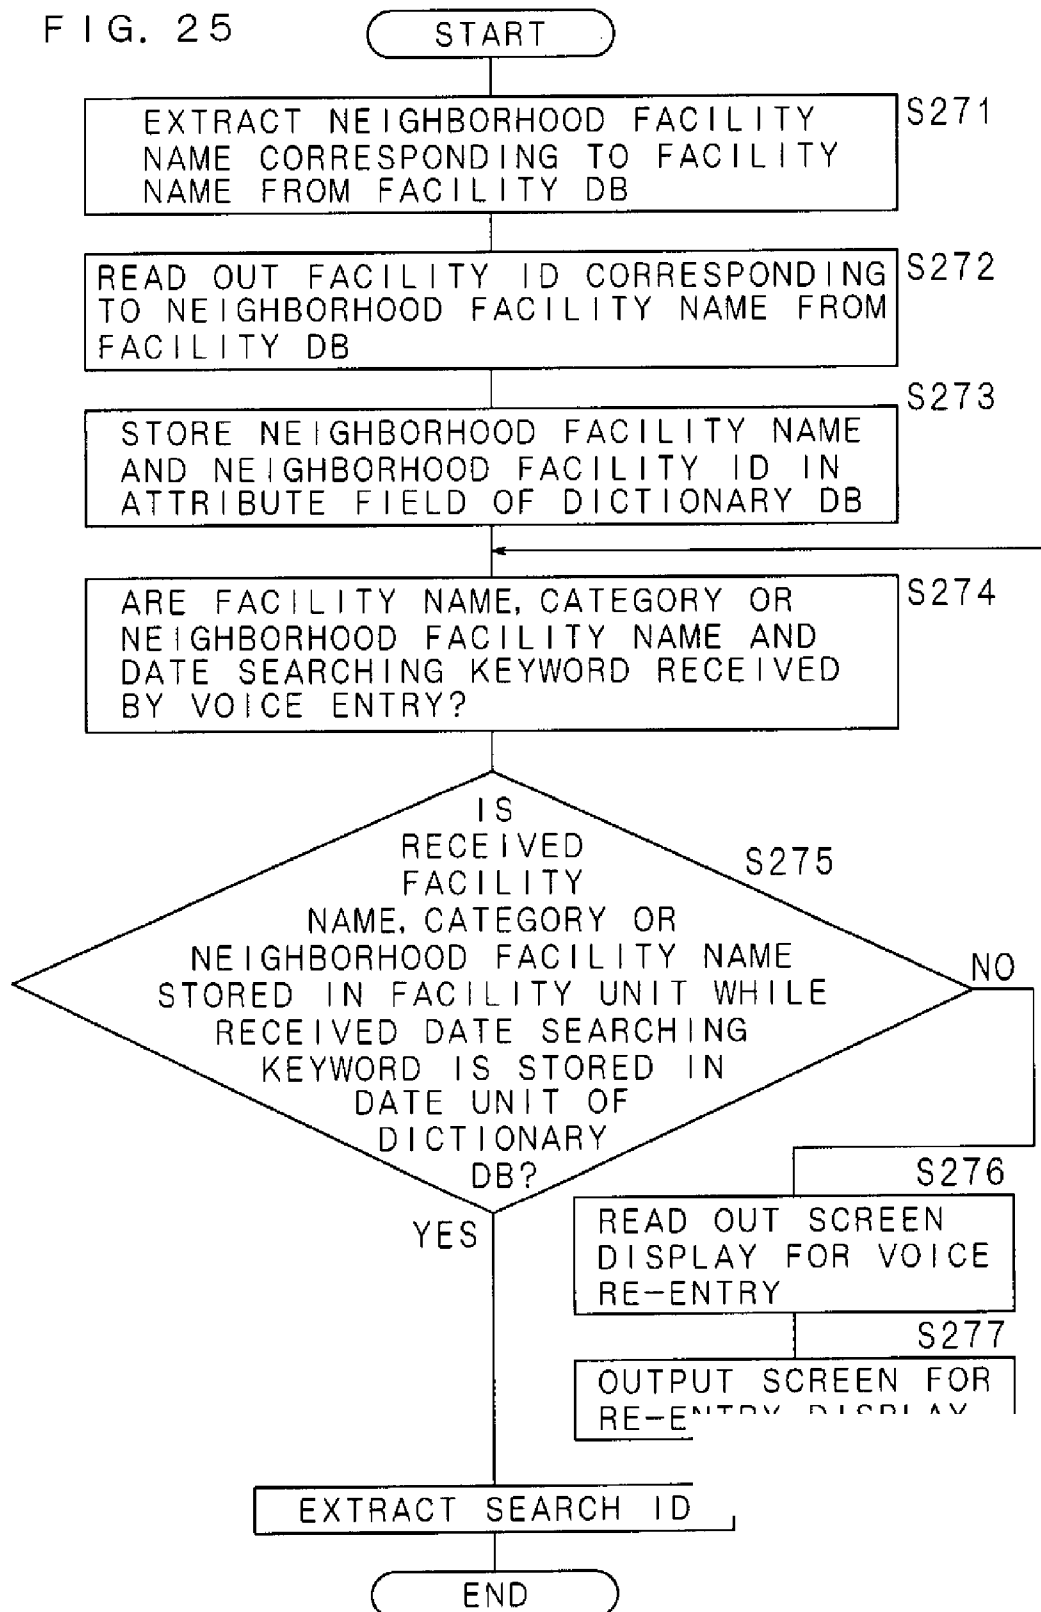 FIG. 25
START
S271
EXTRACT NEIGHBORHOOD FACILITY
NAME CORRESPONDING TO FACILITY
NAME FROM FACILITY DB
S272
READ OUT FACILITY ID CORRESPONDING
TO NEIGHBORHOOD FACILITY NAME FROM
FACILITY DB
S273
STORE NEIGHBORHOOD FACILITY NAME
AND NEIGHBORHOOD FACILITY ID IN
ATTRIBUTE FIELD OF DICTIONARY DB
S274
ARE FACILITY NAME, CATEGORY OR
NEIGHBORHOOD FACILITY NAME AND
DATE SEARCHING KEYWORD RECEIVED
BY VOICE ENTRY?
S275
IS
RECEIVED
FACILITY
NAME, CATEGORY OR
NEIGHBORHOOD FACILITY NAME
STORED IN FACILITY UNIT WHILE
RECEIVED DATE SEARCHING
KEYWORD IS STORED IN
DATE UNIT OF
DICTIONARY
DB?
NO
YES
S276
READ OUT SCREEN
DISPLAY FOR VOICE
RE-ENTRY
S277
OUTPUT SCREEN FOR
RE-ENTRY DISPLAY
EXTRACT SEARCH ID
END